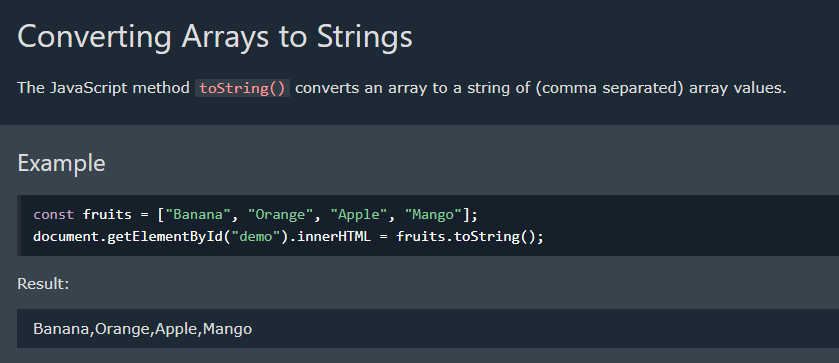 Converting Arrays to Strings
The JavaScript method toString() converts an array to a string of (comma separated) array values.
Example
const fruits = ["Banana", "Orange", "Apple", "Mango"];
document.getElementById("demo").innerHTML = fruits.toString();
Result:
Banana,Orange,Apple,Mango